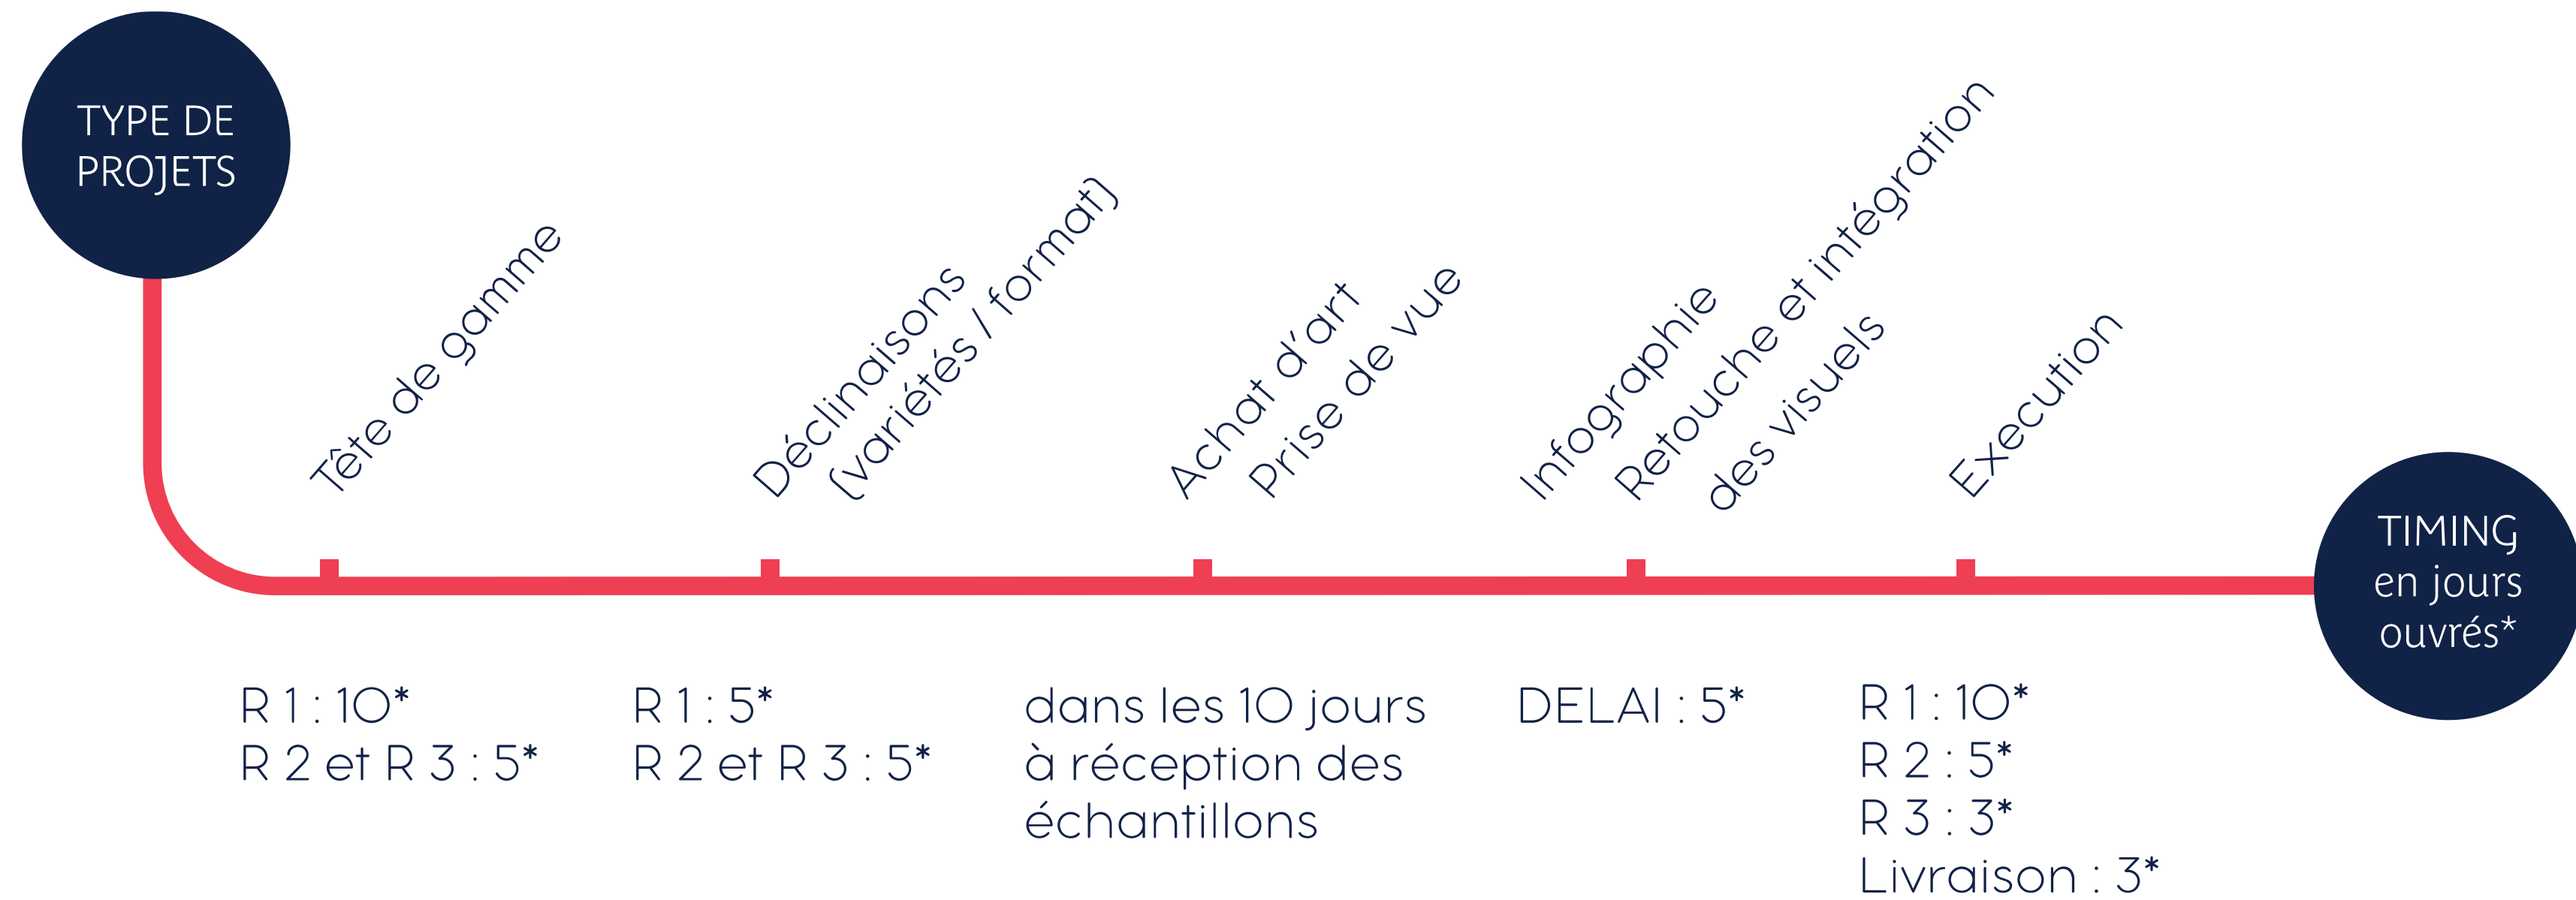 TYPE DE
PROJETS
Tête de gamme
Déclinaisons
(variétés / format)
Achat d'art
Prise de vue
Infographie
Retouche et intégration
des visuels
Execution
TIMING
en jours
ouvrés*
R 1 : 10*
R 2 et R 3 : 5*
R 1 : 5*
R 2 et R 3 : 5*
dans les 10 jours
à réception des
échantillons
DELAI : 5*
R 1 : 10*
R 2 : 5*
R 3 : 3*
Livraison : 3*